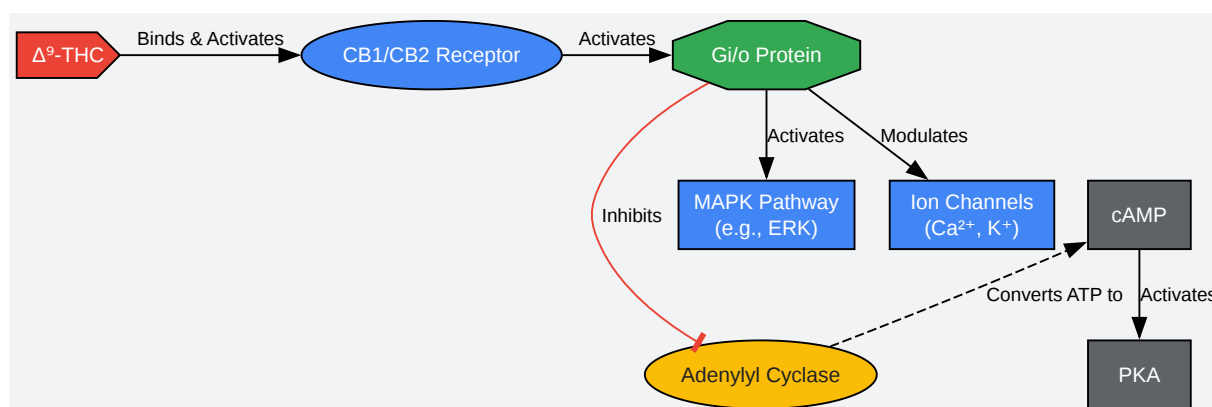 Δ⁹-THC
Binds & Activates
CB1/CB2 Receptor
Activates
Gi/o Protein
Activates
Modulates
Inhibits
MAPK Pathway
(e.g., ERK)
Ion Channels
(Ca²⁺, K⁺)
cAMP
Converts ATP to
Activates
Adenylyl Cyclase
PKA